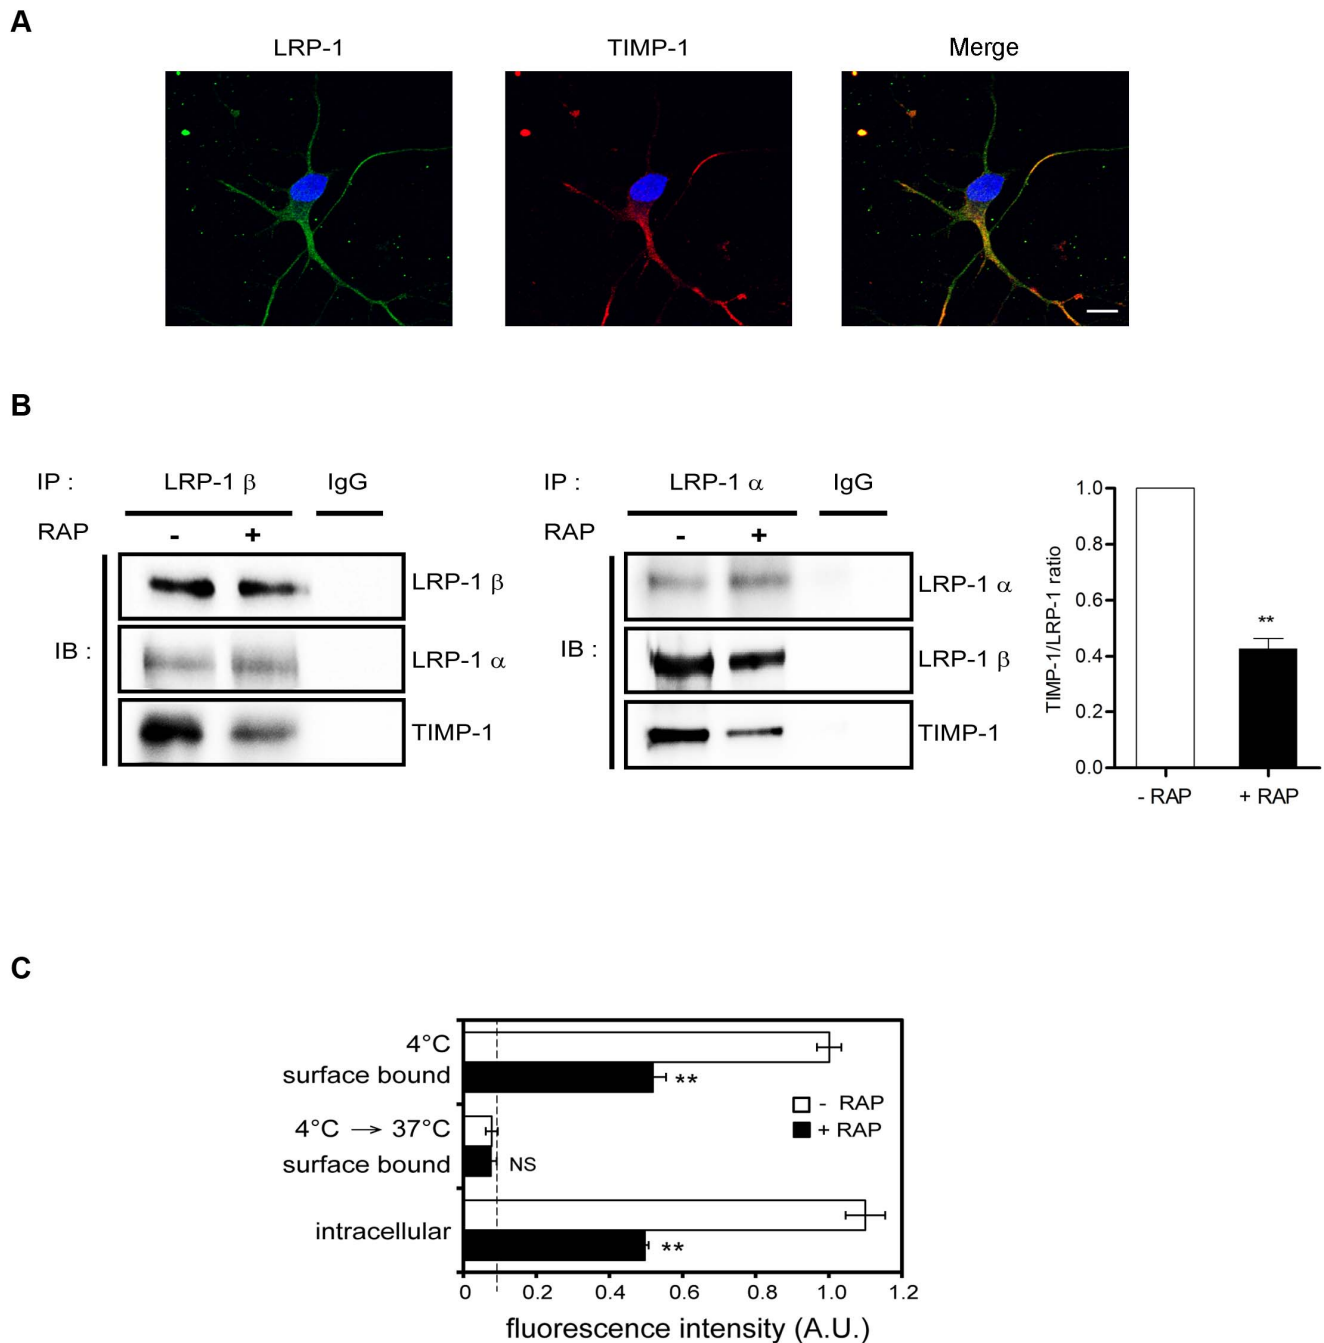 A
LRP-1 TIMP-1 Merge
B
IP : LRP-1 β IgG
RAP - +
IB :
LRP-1 β
LRP-1 α
TIMP-1
IP : LRP-1 α IgG
RAP - +
IB :
LRP-1 α
LRP-1 β
TIMP-1
TIMP-1/LRP-1 ratio
1.0
0.8
0.6
0.4
0.2
0.0
**
- RAP + RAP
C
4°C
surface bound
**
4°C → 37°C
surface bound
NS
intracellular
**
- RAP
+ RAP
0 0.2 0.4 0.6 0.8 1.0 1.2
fluorescence intensity (A.U.)